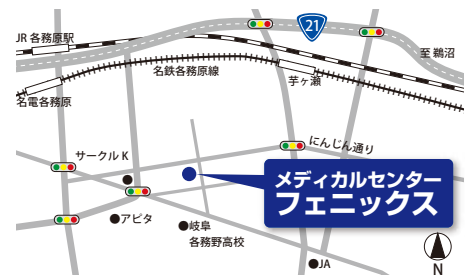 JR 各務原駅
21
至 鵜沼
名鉄各務原線
芋ヶ瀬
名電各務原
にんじん通り
サークル K
メディカルセンター
フェニックス
アピタ
岐阜
各務野高校
JA
N